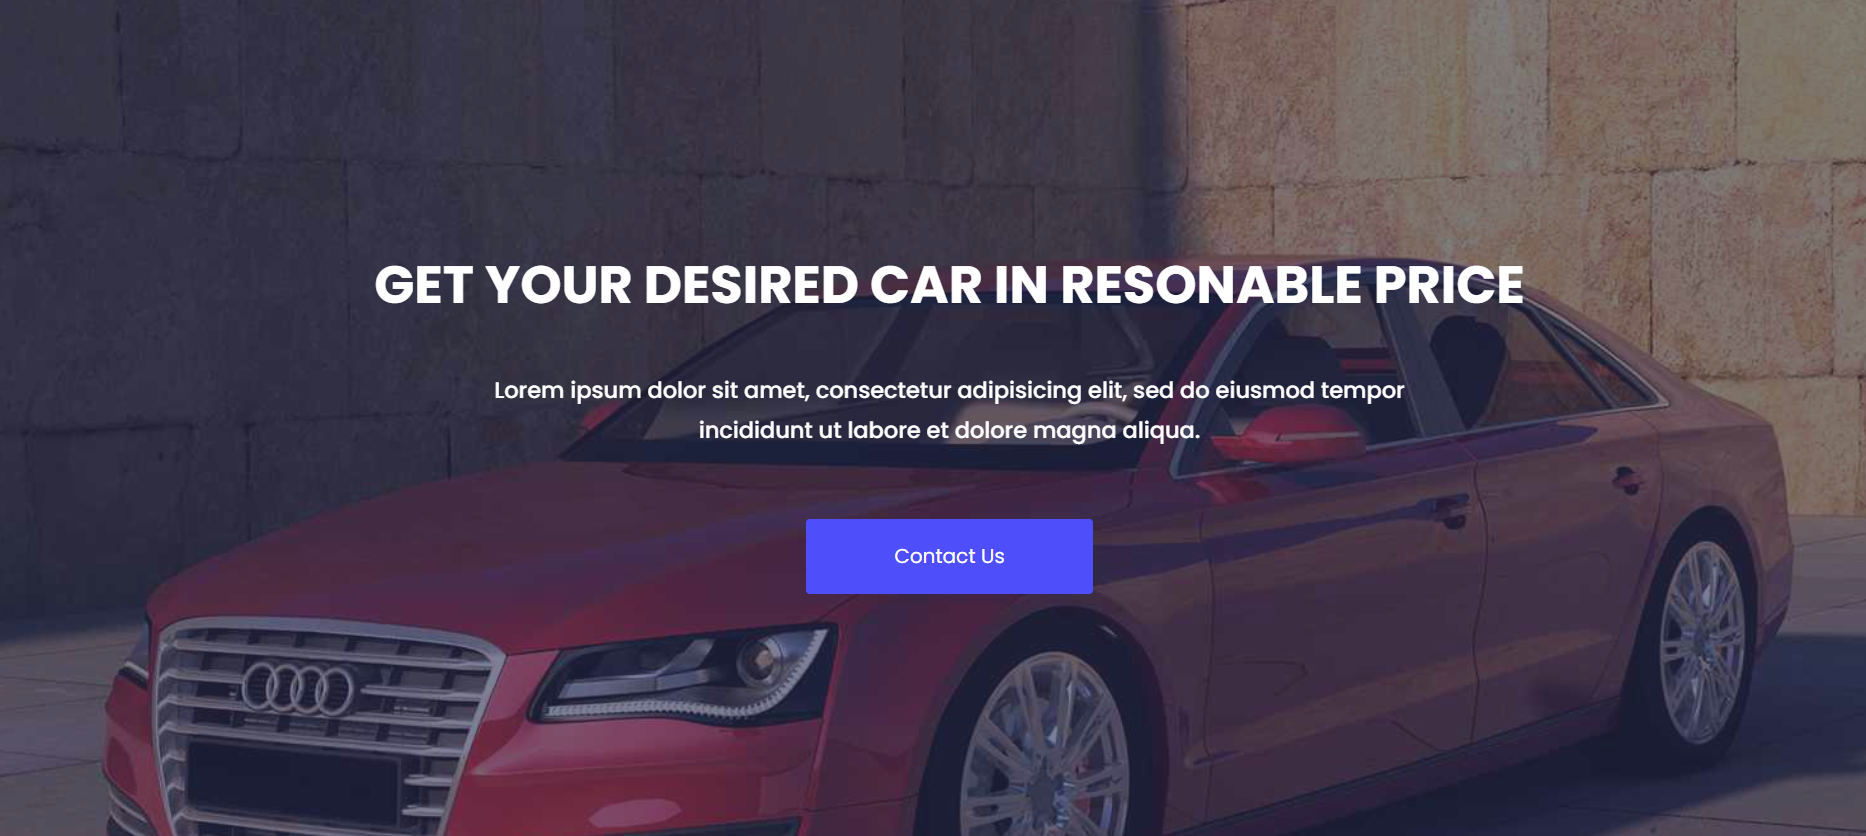 GET YOUR DESIRED CAR IN RESONABLE PRICE
Lorem ipsum dolor sit amet, consectetur adipisicing elit, sed do eiusmod tempor
incididunt ut labore et dolore magna aliqua.
Contact Us